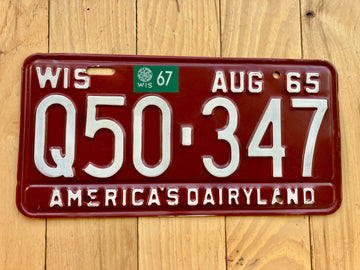 WIS 67 AUG 65
WIS
Q50-347
AMERICA'S DAIRYLAND